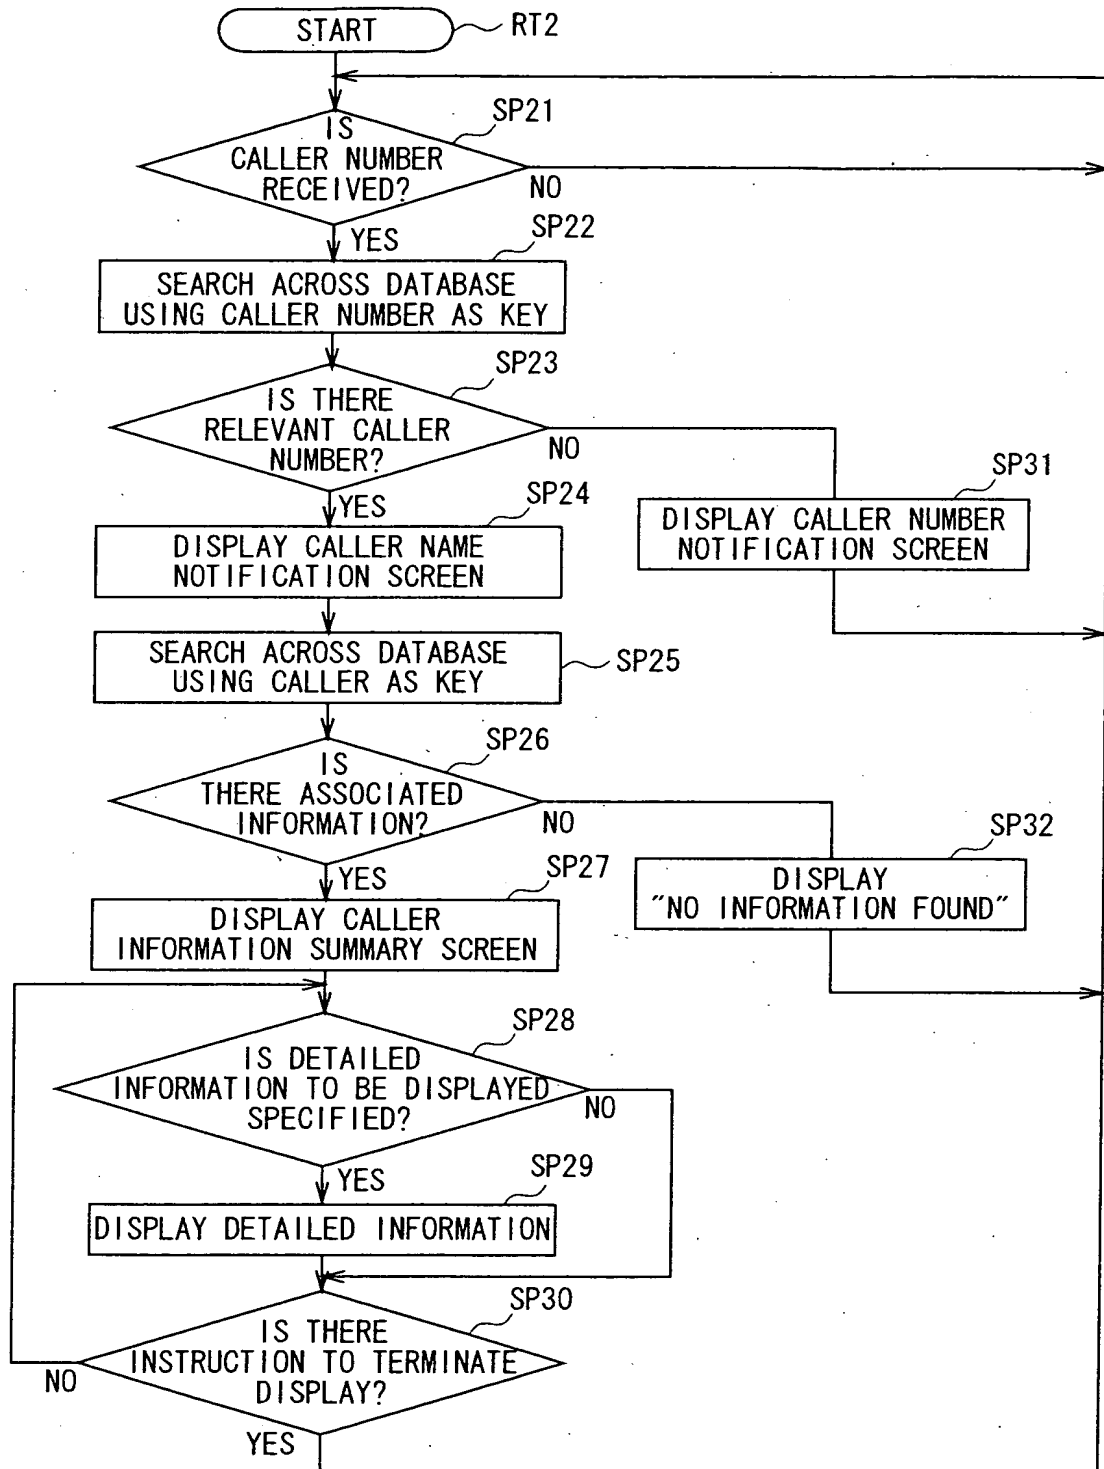 START
RT2
SP21
IS
CALLER NUMBER
RECEIVED?
NO
YES
SP22
SEARCH ACROSS DATABASE
USING CALLER NUMBER AS KEY
SP23
IS THERE
RELEVANT CALLER
NUMBER?
NO
YES
SP24
DISPLAY CALLER NAME
NOTIFICATION SCREEN
SP31
DISPLAY CALLER NUMBER
NOTIFICATION SCREEN
SEARCH ACROSS DATABASE
USING CALLER AS KEY
SP25
SP26
IS
THERE ASSOCIATED
INFORMATION?
NO
YES
SP27
DISPLAY CALLER
INFORMATION SUMMARY SCREEN
SP32
DISPLAY
"NO INFORMATION FOUND"
SP28
IS DETAILED
INFORMATION TO BE DISPLAYED
SPECIFIED?
NO
YES
SP29
DISPLAY DETAILED INFORMATION
SP30
IS THERE
INSTRUCTION TO TERMINATE
DISPLAY?
NO
YES